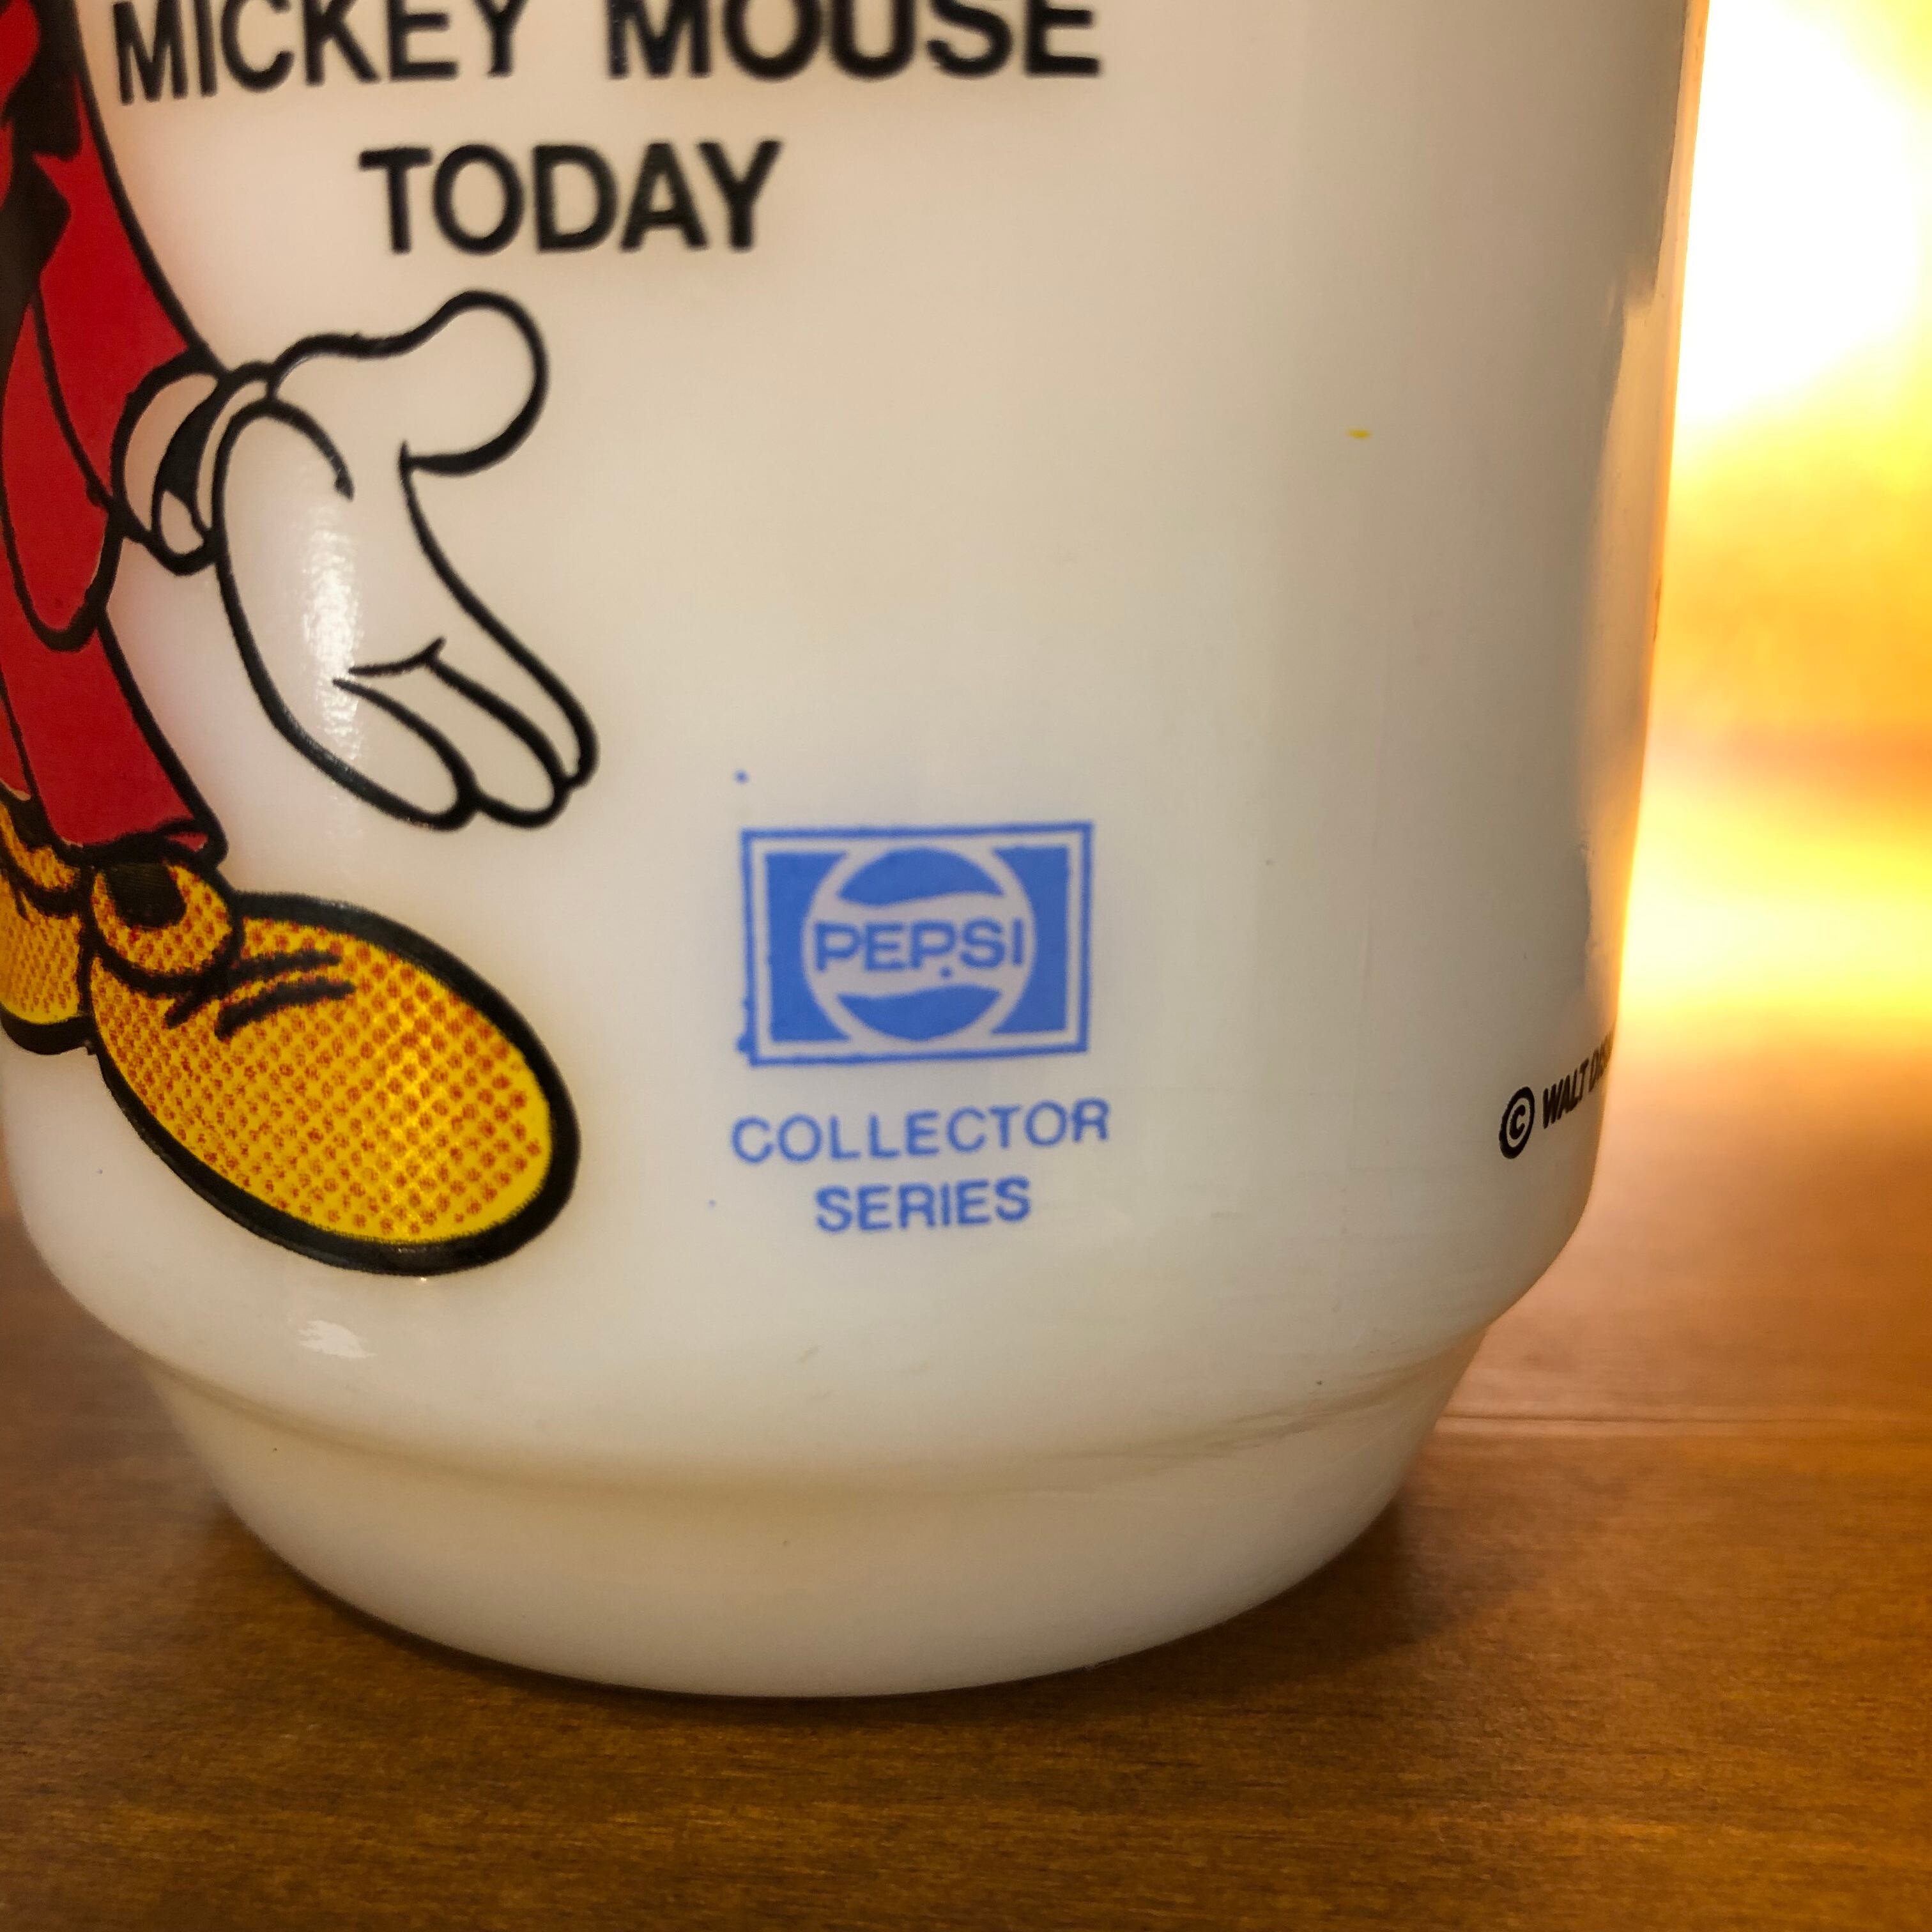 MICKEY MOUSE
TODAY
PEPSI
COLLECTOR
SERIES
© WALT